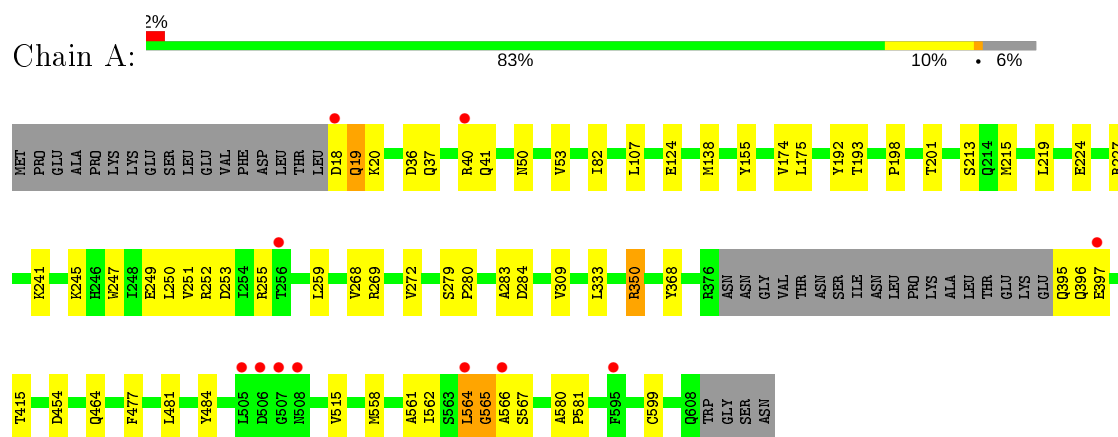 2%
Chain A:
83% 10% • 6%
MET PRO GLU ALA PRO LYS LYS GLU SER LEU GLU VAL PHE ASP LEU THR LEU D18 Q19 K20 D36 Q37 R40 Q41 N50 V53 I82 L107 E124 M138 Y155 V174 L175 Y192 T193 P198 T201 S213 Q214 M215 L219 E224
K241 K245 H246 W247 I248 E249 L250 V251 R252 D253 I254 R255 T256 L259 V268 R269 V272 S279 P280 A283 D284 V309 L333 R350 Y368 R376 ASN ASN GLY VAL THR ASN SER ILE ASN LEU PRO LYS ALA LEU THR GLU LYS GLU Q395 Q396 E397
T415 D454 Q464 F477 L481 Y484 L505 D506 G507 N508 V515 M558 A561 I562 S563 L564 G565 A566 S567 A580 P581 F595 C599 Q608 TRP GLY SER ASN